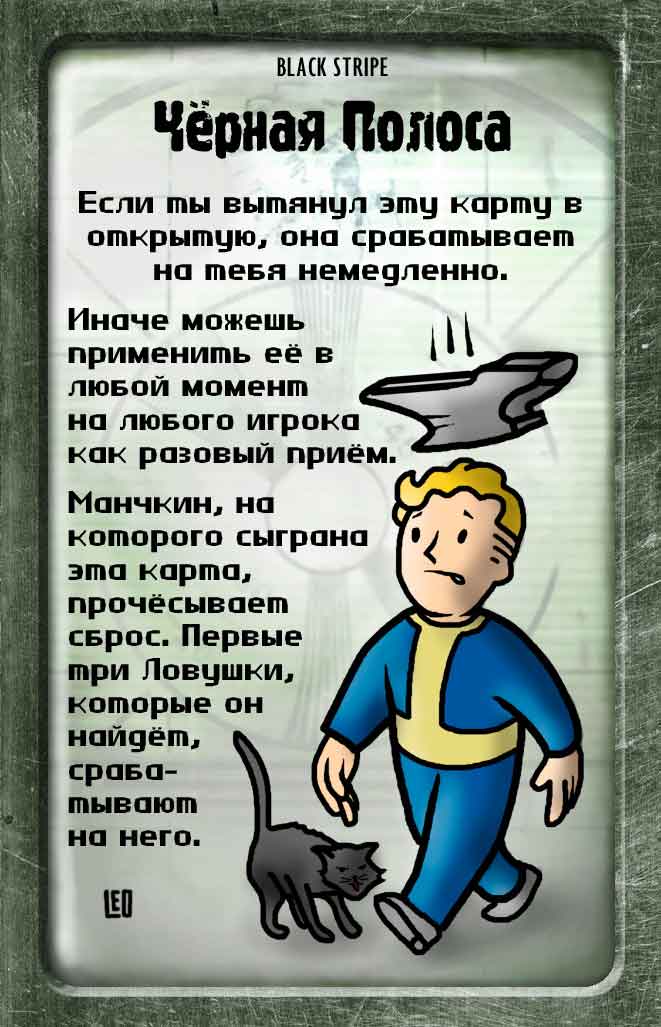 BLACK STRIPE
Чёрная Полоса
Если ты вытянул эту карту в
открытую, она срабатывает
на тебя немедленно.
Иначе можешь
применить её в
любой момент
на любого игрока
как разовый приём.
Манчкин, на
которого сыграна
эта карта,
прочёсывает
сброс. Первые
три Ловушки,
которые он
найдёт,
сраба-
тывают
на него.
LEO